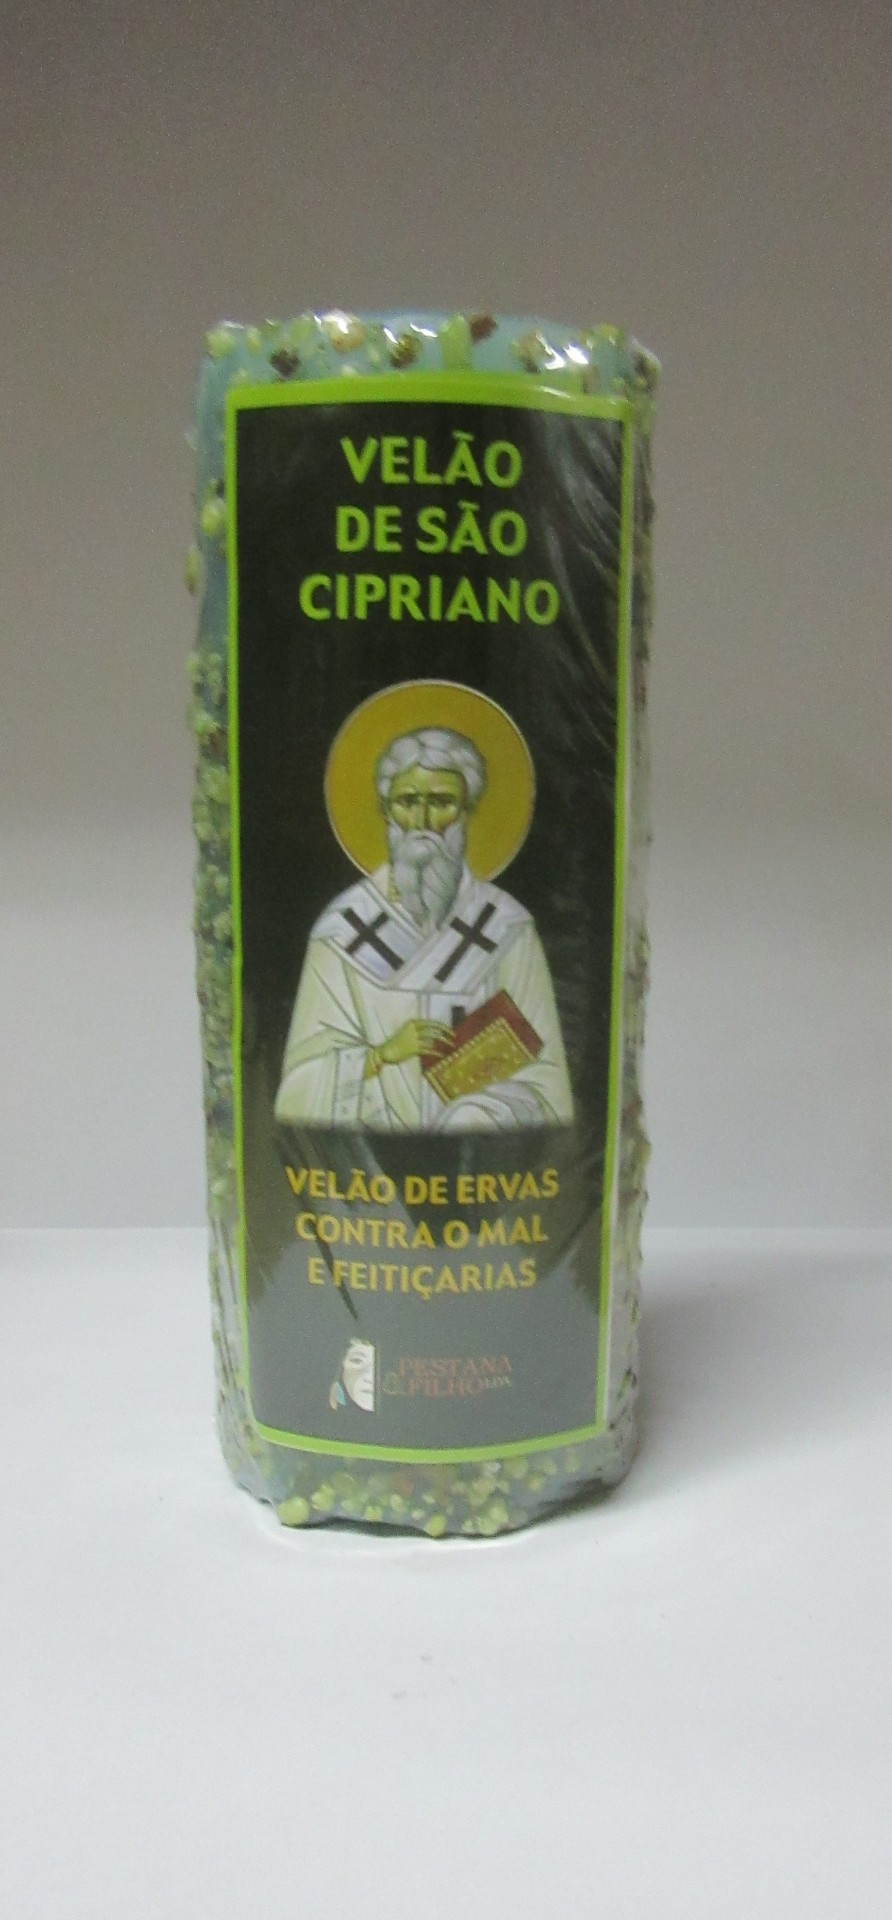 VELÃO
DE SÃO
CIPRIANO
VELÃO DE ERVAS
CONTRA O MAL
E FEITIÇARIAS
PESTANA
& FILHO LDA